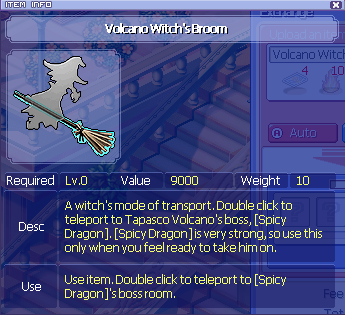 ITEM INFO
Volcano Witch's Broom
Volcano Witch
4
10
Auto
Required Lv.0 Value 9000 Weight 10
Desc
A witch's mode of transport. Double click to
teleport to Tapasco Volcano's boss, [Spicy
Dragon]. [Spicy Dragon] is very strong, so use this
only when you feel ready to take him on.
Use
Use item. Double click to teleport to [Spicy
Dragon]'s boss room.
Fee